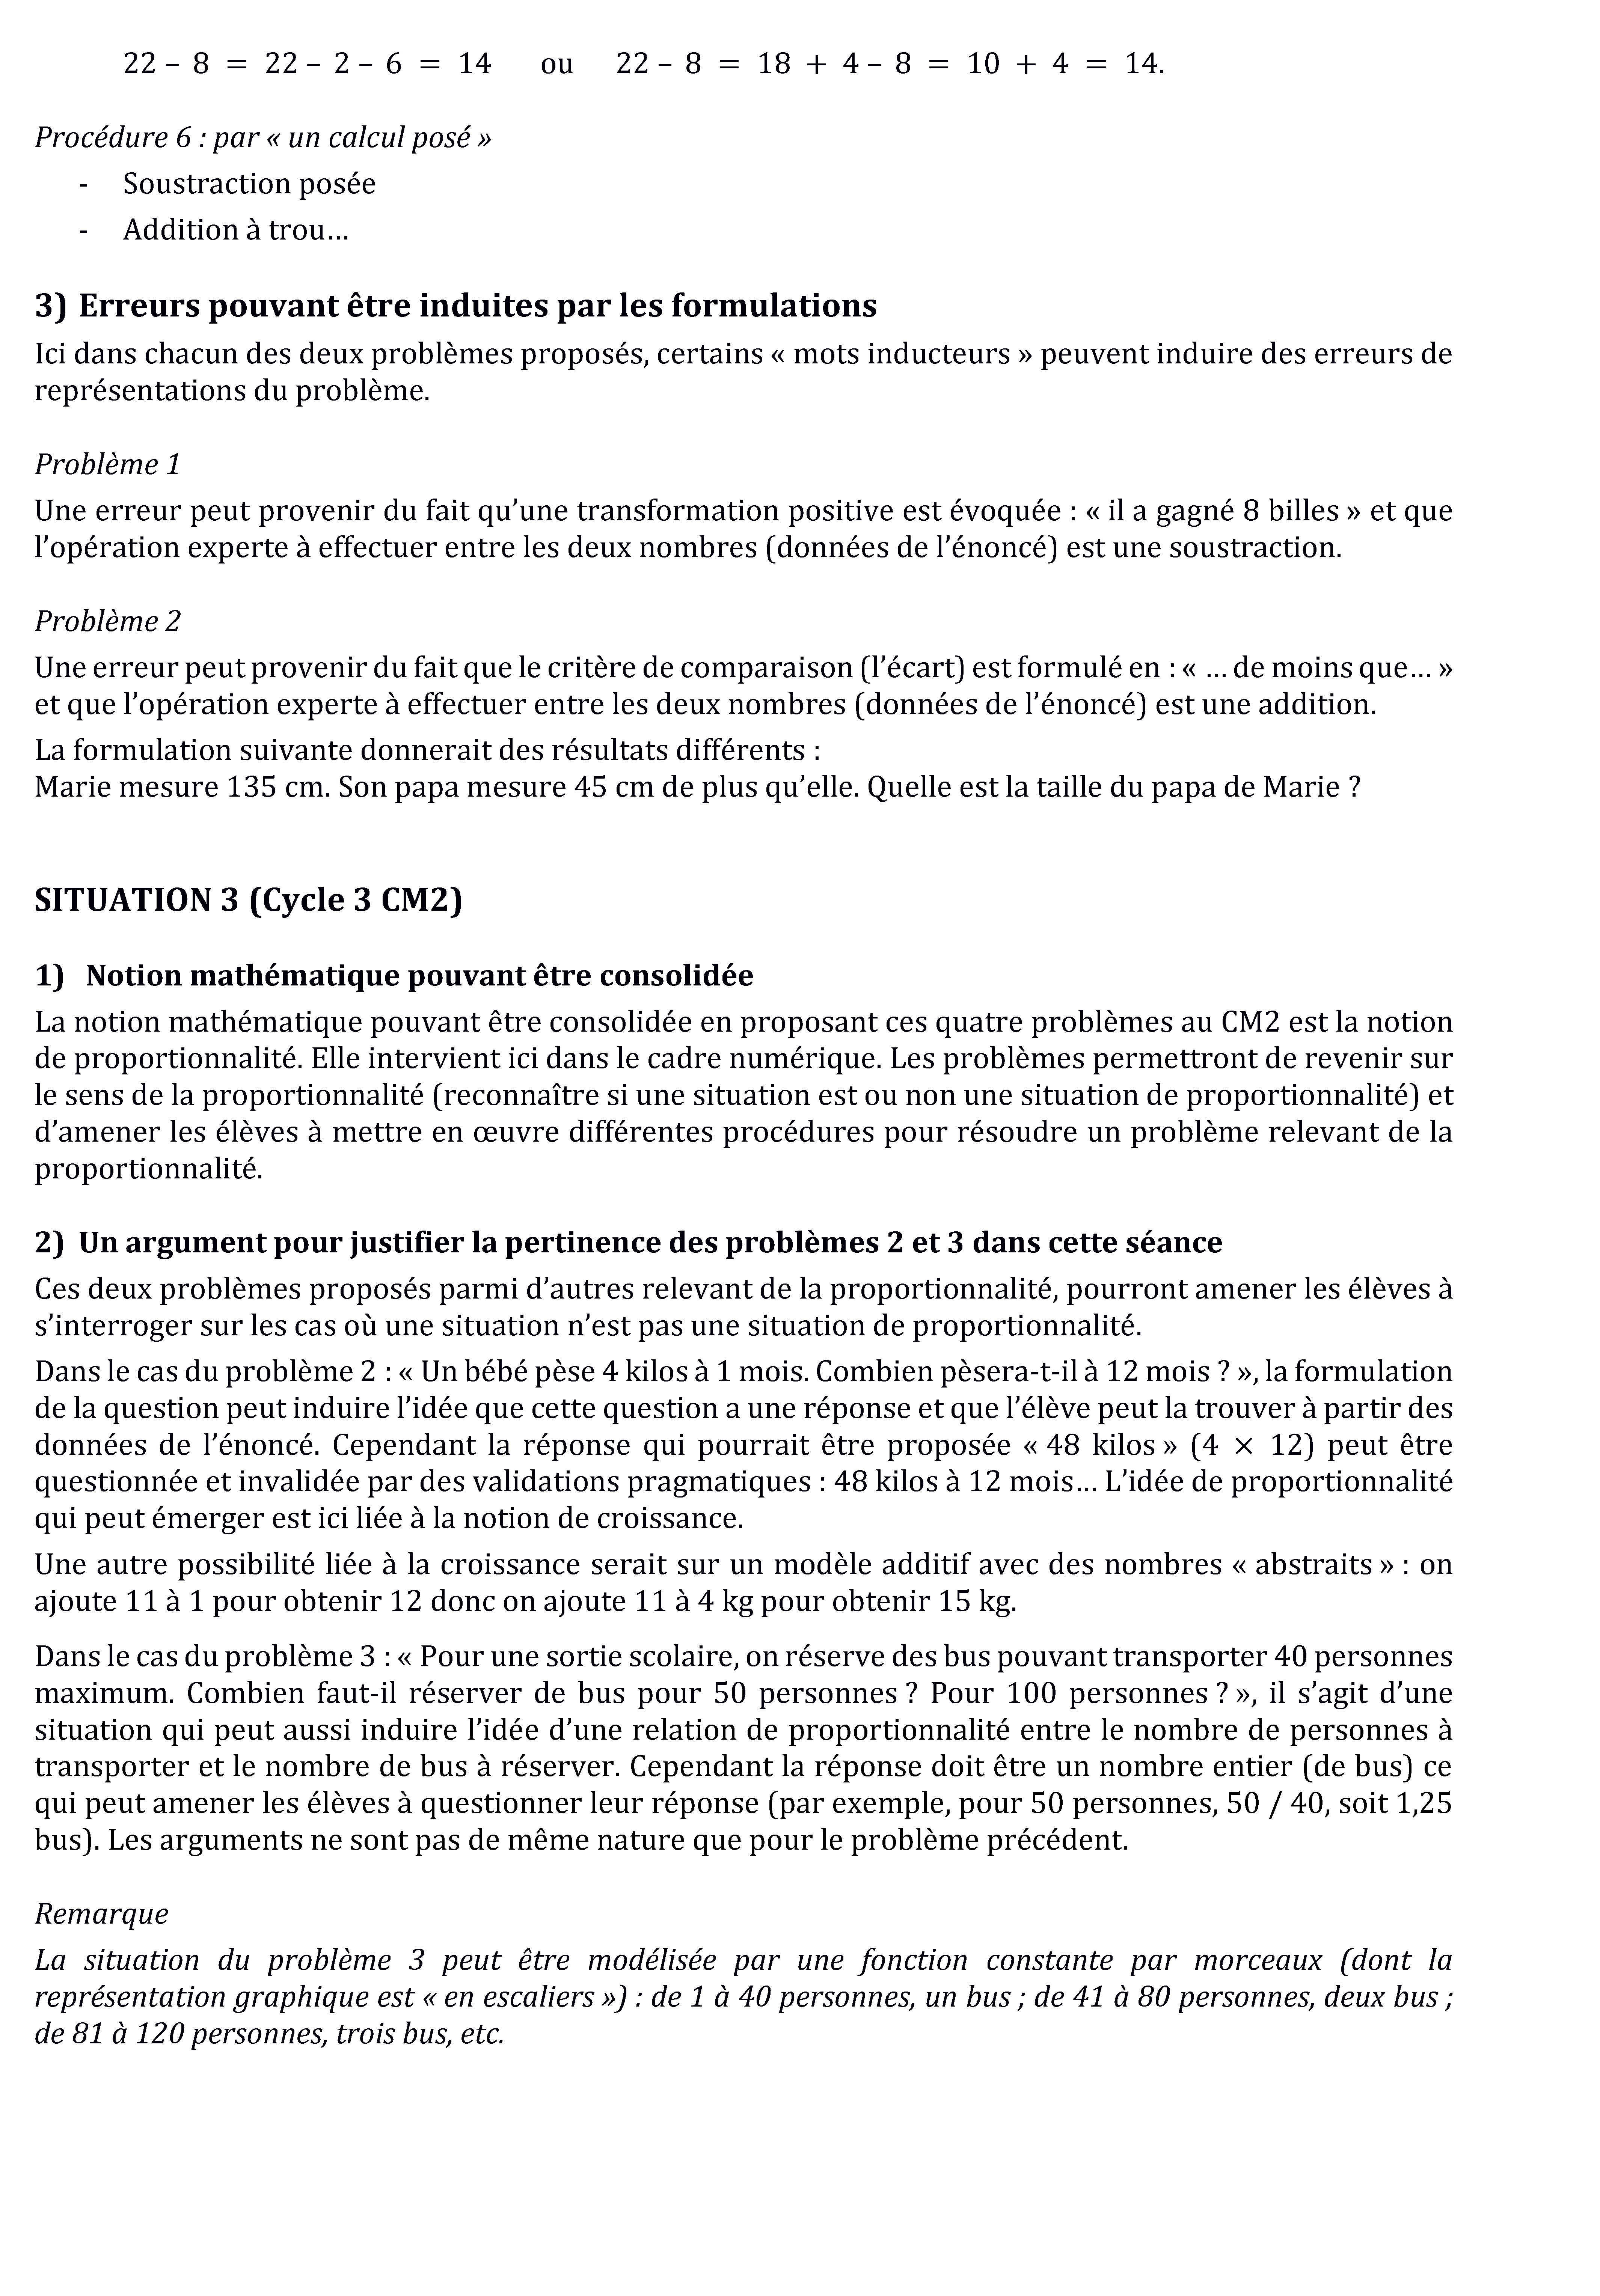 22 – 8 = 22 – 2 – 6 = 14 ou 22 – 8 = 18 + 4 – 8 = 10 + 4 = 14.
Procédure 6 : par « un calcul posé »
- Soustraction posée
- Addition à trou…
3) Erreurs pouvant être induites par les formulations
Ici dans chacun des deux problèmes proposés, certains « mots inducteurs » peuvent induire des erreurs de
représentations du problème.
Problème 1
Une erreur peut provenir du fait qu’une transformation positive est évoquée : « il a gagné 8 billes » et que
l’opération experte à effectuer entre les deux nombres (données de l’énoncé) est une soustraction.
Problème 2
Une erreur peut provenir du fait que le critère de comparaison (l’écart) est formulé en : « … de moins que… »
et que l’opération experte à effectuer entre les deux nombres (données de l’énoncé) est une addition.
La formulation suivante donnerait des résultats différents :
Marie mesure 135 cm. Son papa mesure 45 cm de plus qu’elle. Quelle est la taille du papa de Marie ?
SITUATION 3 (Cycle 3 CM2)
1) Notion mathématique pouvant être consolidée
La notion mathématique pouvant être consolidée en proposant ces quatre problèmes au CM2 est la notion
de proportionnalité. Elle intervient ici dans le cadre numérique. Les problèmes permettront de revenir sur
le sens de la proportionnalité (reconnaître si une situation est ou non une situation de proportionnalité) et
d’amener les élèves à mettre en œuvre différentes procédures pour résoudre un problème relevant de la
proportionnalité.
2) Un argument pour justifier la pertinence des problèmes 2 et 3 dans cette séance
Ces deux problèmes proposés parmi d’autres relevant de la proportionnalité, pourront amener les élèves à
s’interroger sur les cas où une situation n’est pas une situation de proportionnalité.
Dans le cas du problème 2 : « Un bébé pèse 4 kilos à 1 mois. Combien pèsera-t-il à 12 mois ? », la formulation
de la question peut induire l’idée que cette question a une réponse et que l’élève peut la trouver à partir des
données de l’énoncé. Cependant la réponse qui pourrait être proposée « 48 kilos » (4 × 12) peut être
questionnée et invalidée par des validations pragmatiques : 48 kilos à 12 mois… L’idée de proportionnalité
qui peut émerger est ici liée à la notion de croissance.
Une autre possibilité liée à la croissance serait sur un modèle additif avec des nombres « abstraits » : on
ajoute 11 à 1 pour obtenir 12 donc on ajoute 11 à 4 kg pour obtenir 15 kg.
Dans le cas du problème 3 : « Pour une sortie scolaire, on réserve des bus pouvant transporter 40 personnes
maximum. Combien faut-il réserver de bus pour 50 personnes ? Pour 100 personnes ? », il s’agit d’une
situation qui peut aussi induire l’idée d’une relation de proportionnalité entre le nombre de personnes à
transporter et le nombre de bus à réserver. Cependant la réponse doit être un nombre entier (de bus) ce
qui peut amener les élèves à questionner leur réponse (par exemple, pour 50 personnes, 50 / 40, soit 1,25
bus). Les arguments ne sont pas de même nature que pour le problème précédent.
Remarque
La situation du problème 3 peut être modélisée par une fonction constante par morceaux (dont la
représentation graphique est « en escaliers ») : de 1 à 40 personnes, un bus ; de 41 à 80 personnes, deux bus ;
de 81 à 120 personnes, trois bus, etc.